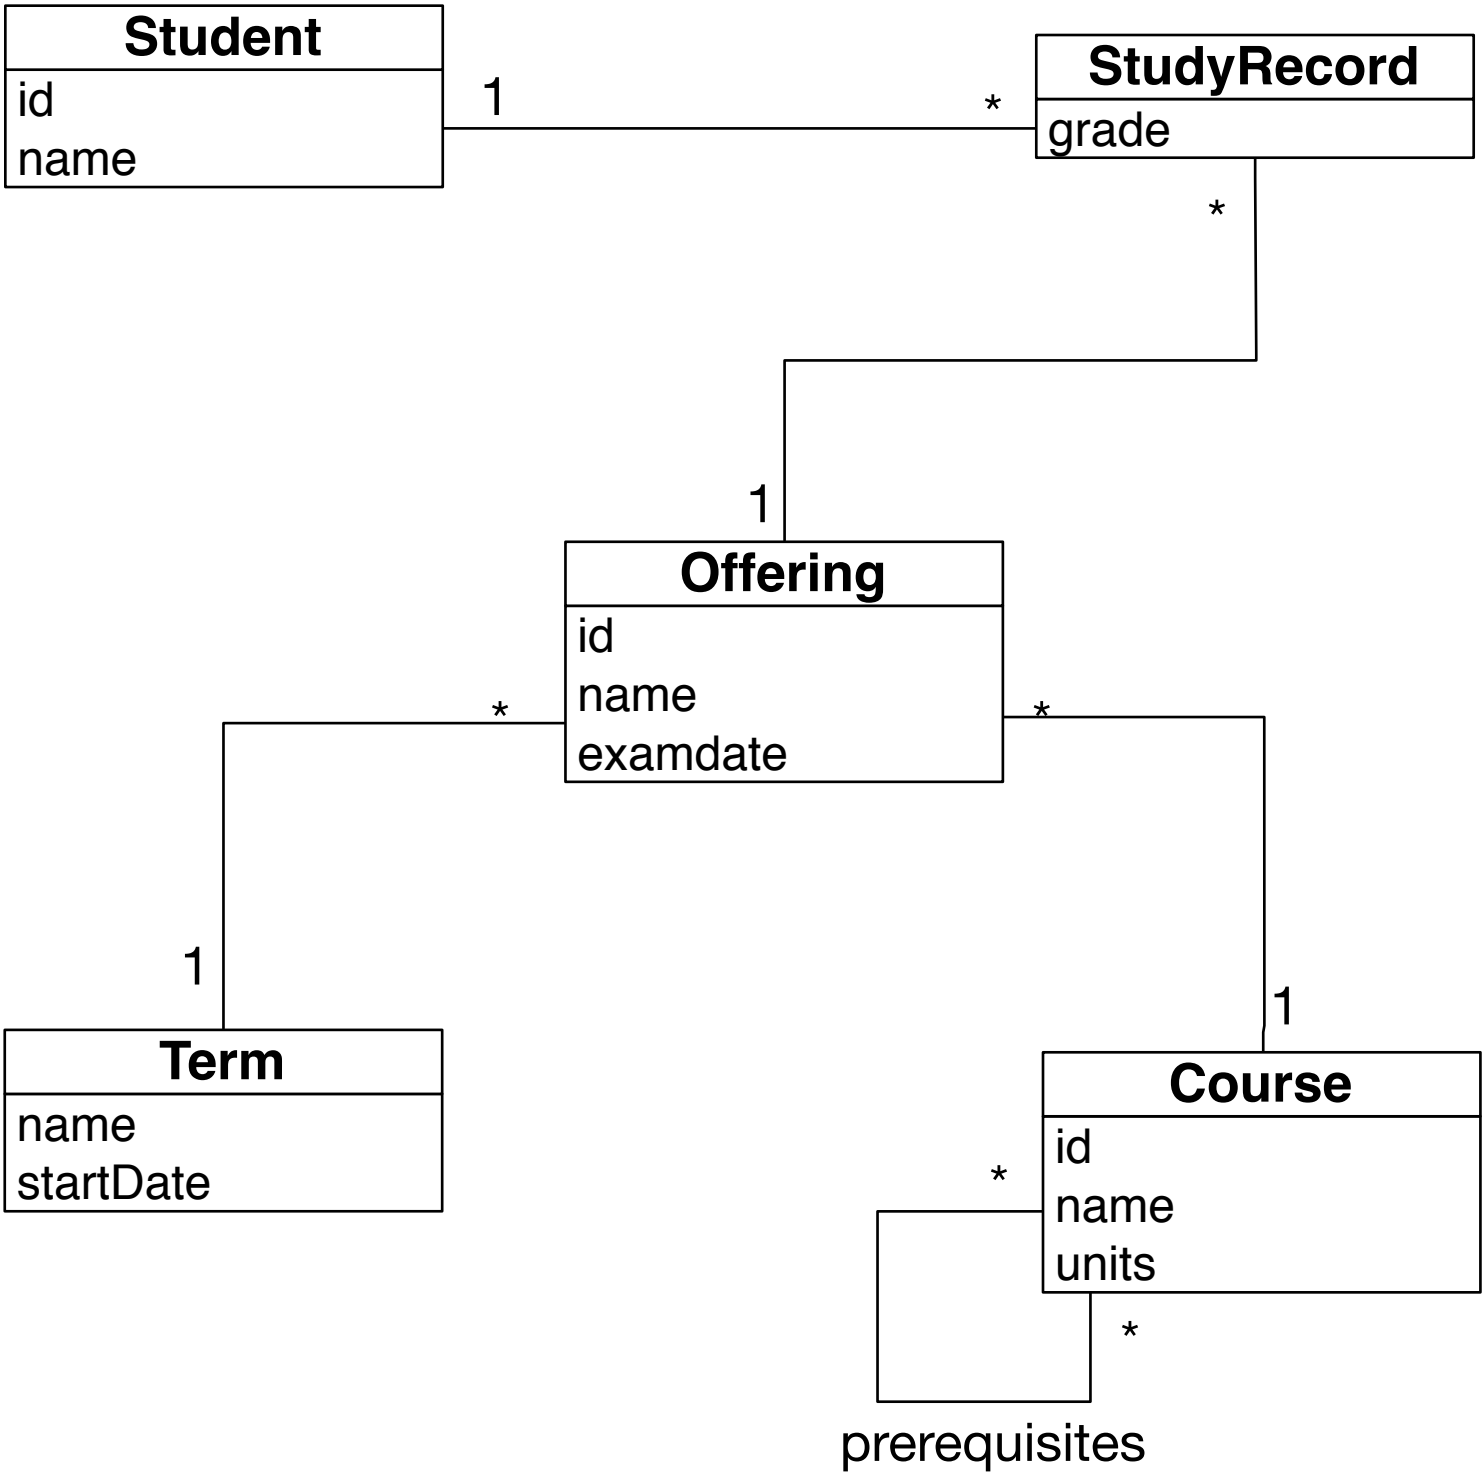 Student
id
name
1
*
StudyRecord
grade
*
1
Offering
id
name
examdate
*
*
1
Term
name
startDate
1
Course
id
name
units
*
*
prerequisites